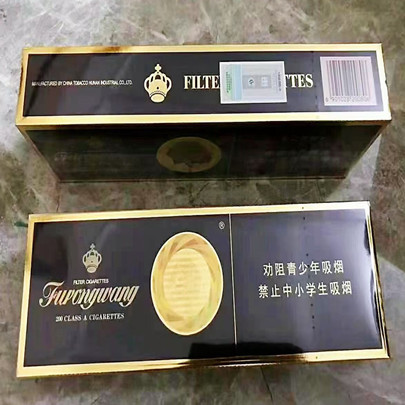 MANUFACTURED BY CHINA TOBACCO HUNAN INDUSTRIAL CO., LTD.
FILTER CIGARETTES
®
FILTER CIGARETTES
Furongwang
200 CLASS A CIGARETTES
劝阻青少年吸烟
禁止中小学生吸烟